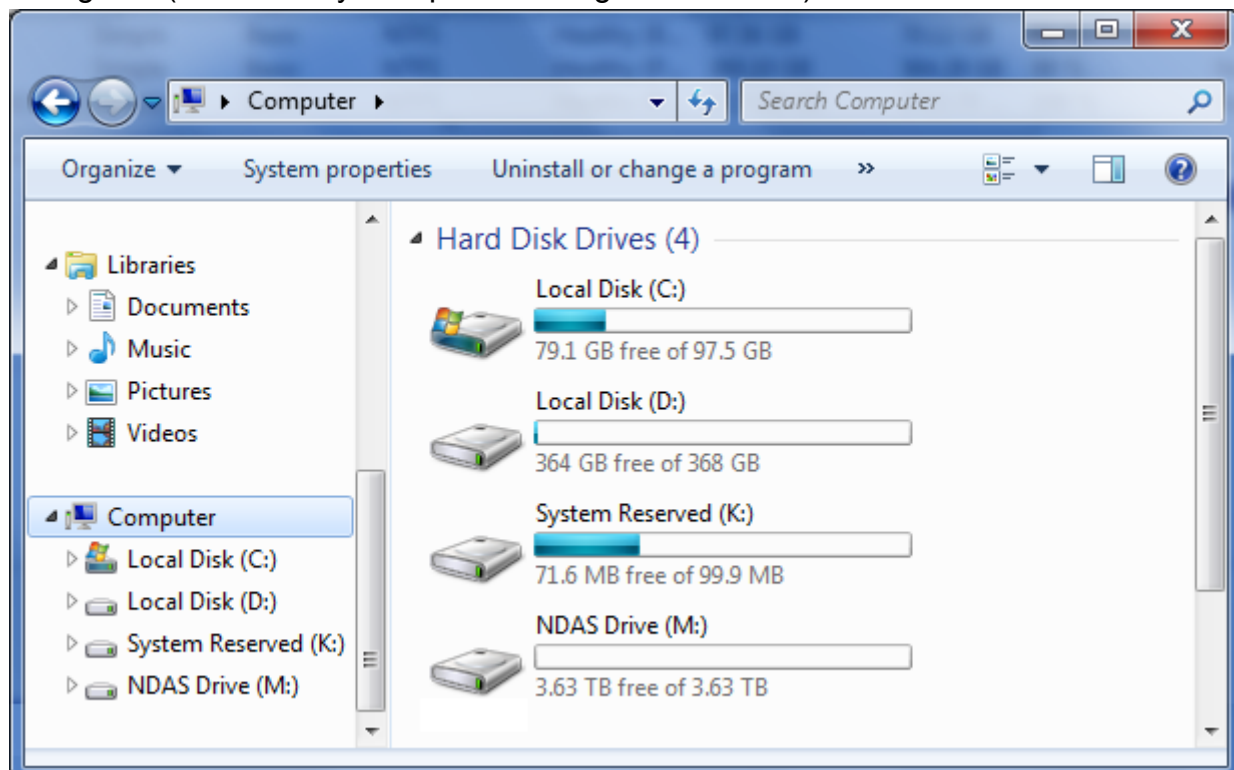 Computer
Search Computer
Organize
System properties
Uninstall or change a program
»
Libraries
Documents
Music
Pictures
Videos
Computer
Local Disk (C:)
Local Disk (D:)
System Reserved (K:)
NDAS Drive (M:)
Hard Disk Drives (4)
Local Disk (C:)
79.1 GB free of 97.5 GB
Local Disk (D:)
364 GB free of 368 GB
System Reserved (K:)
71.6 MB free of 99.9 MB
NDAS Drive (M:)
3.63 TB free of 3.63 TB